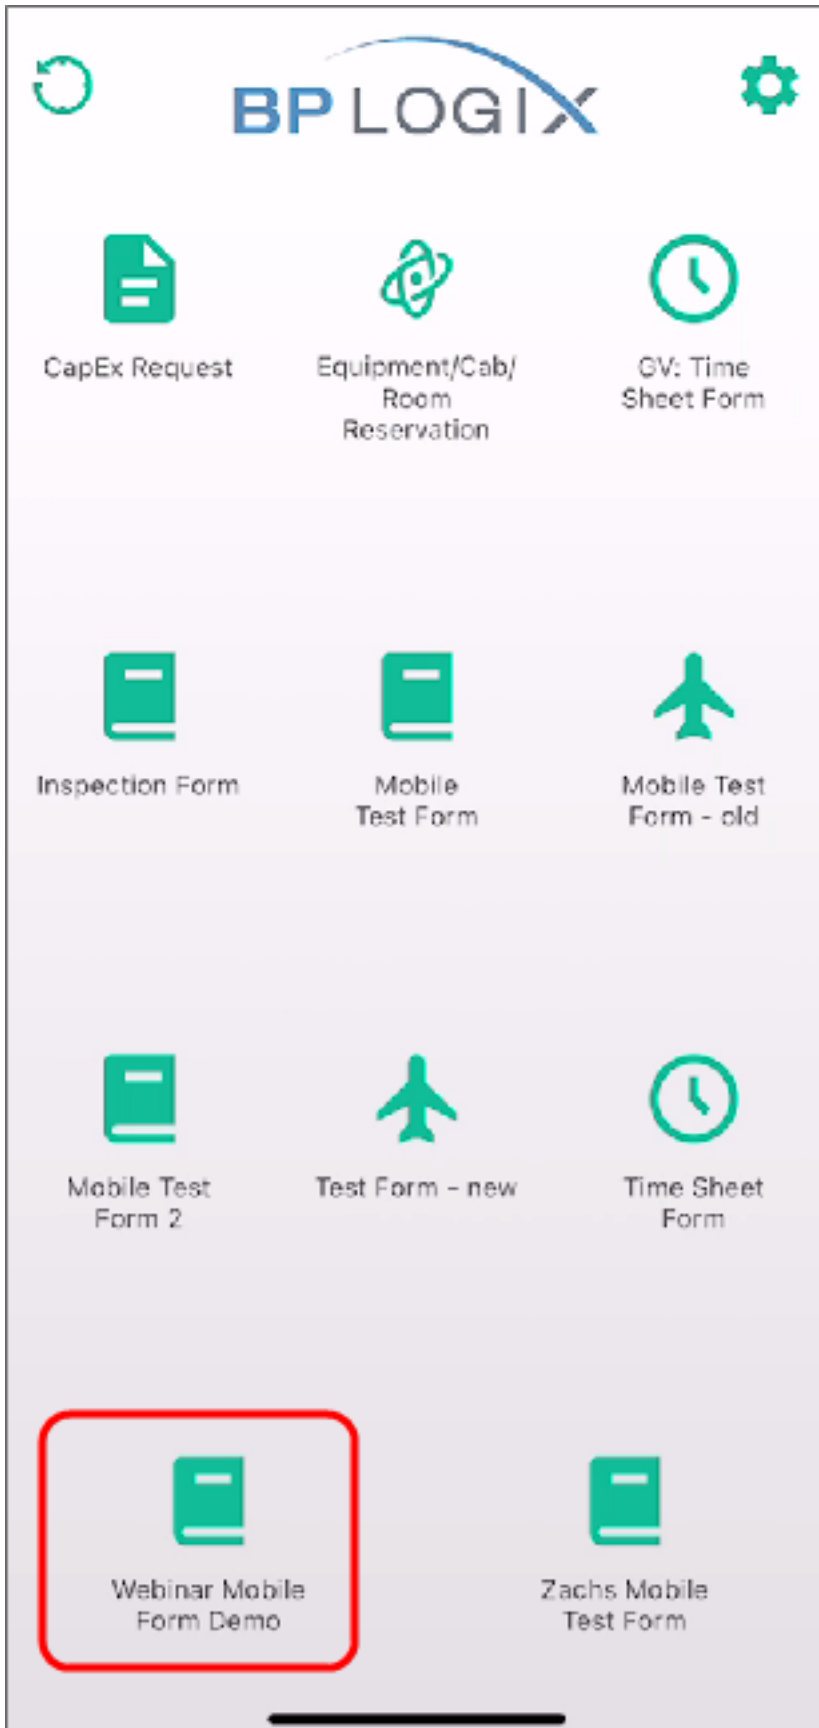 BP LOGIX
CapEx Request
Equipment/Cab/
Room
Reservation
GV: Time
Sheet Form
Inspection Form
Mobile
Test Form
Mobile Test
Form - old
Mobile Test
Form 2
Test Form - new
Time Sheet
Form
Webinar Mobile
Form Demo
Zachs Mobile
Test Form